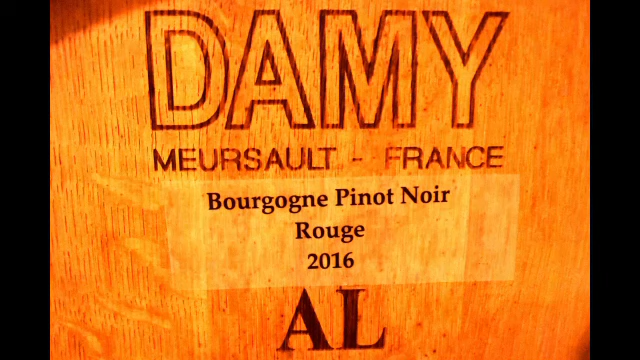 DAMY
MEURSAULT - FRANCE
Bourgogne Pinot Noir
Rouge
2016
AL